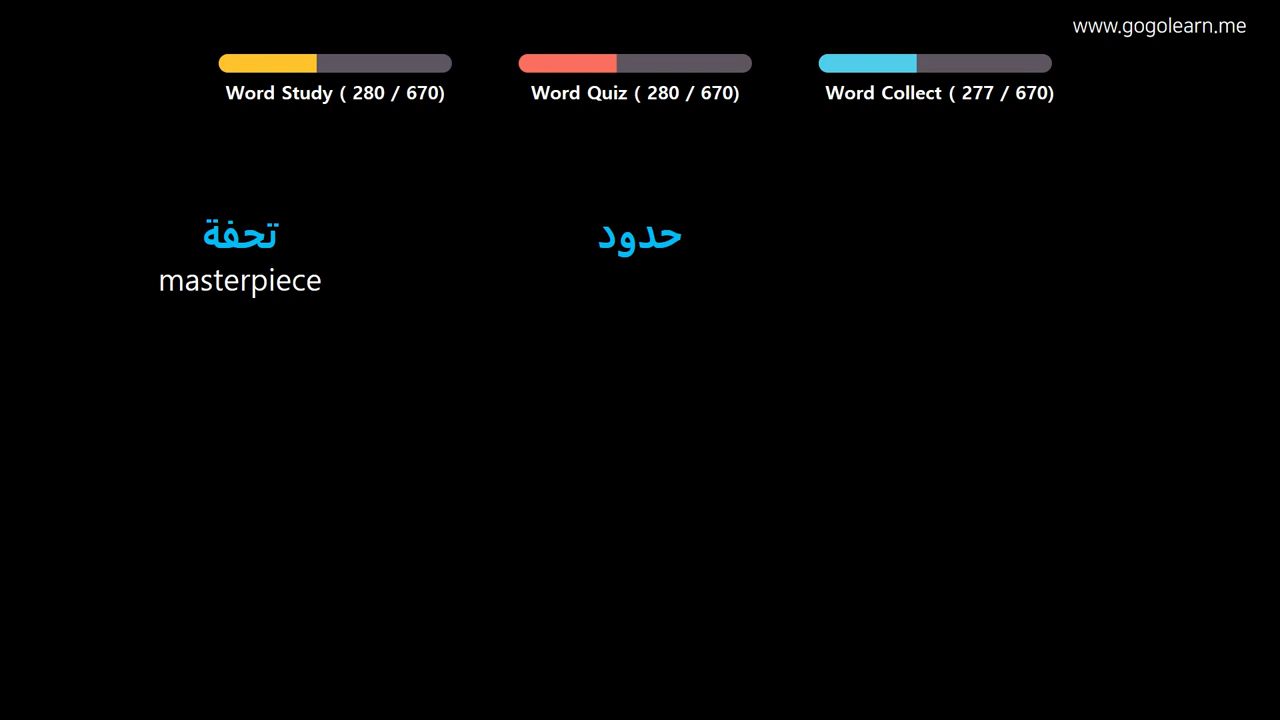 www.gogolearn.me
Word Study ( 280 / 670)
Word Quiz ( 280 / 670)
Word Collect ( 277 / 670)
تحفة
masterpiece
حدود